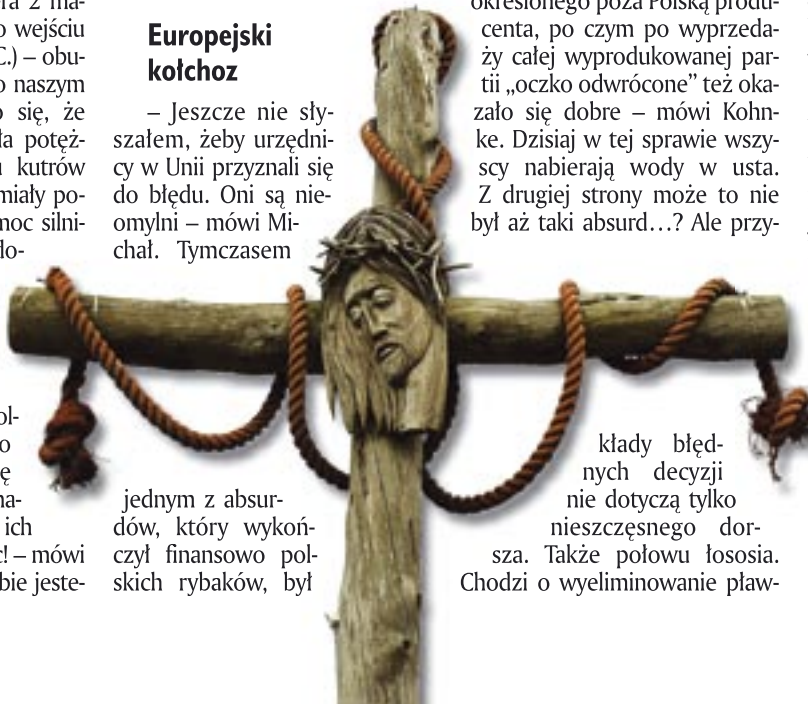 era 2 ma-
o wejściu
C.) – obu-
o naszym
o się, że
ła potęż-
u kutrów
miały po-
moc silni-
do-
ol-
o
ę
na-
ich
c! – mówi
bie jeste-
Europejski
kołchoz
– Jeszcze nie sły-
szałem, żeby urzędni-
cy w Unii przyznali się
do błędu. Oni są nie-
omylni – mówi Mi-
chał. Tymczasem
jednym z absur-
dów, który wykoń-
czył finansowo pol-
skich rybaków, był
określonego poza Polską produ-
centa, po czym po wyprzeda-
ży całej wyprodukowanej par-
tii „oczko odwrócone” też oka-
zało się dobre – mówi Kohn-
ke. Dzisiaj w tej sprawie wszy-
scy nabierają wody w usta.
Z drugiej strony może to nie
był aż taki absurd…? Ale przy-
kłady błęd-
nych decyzji
nie dotyczą tylko
nieszczęsnego dor-
sza. Także połowu łososia.
Chodzi o wyeliminowanie pław-